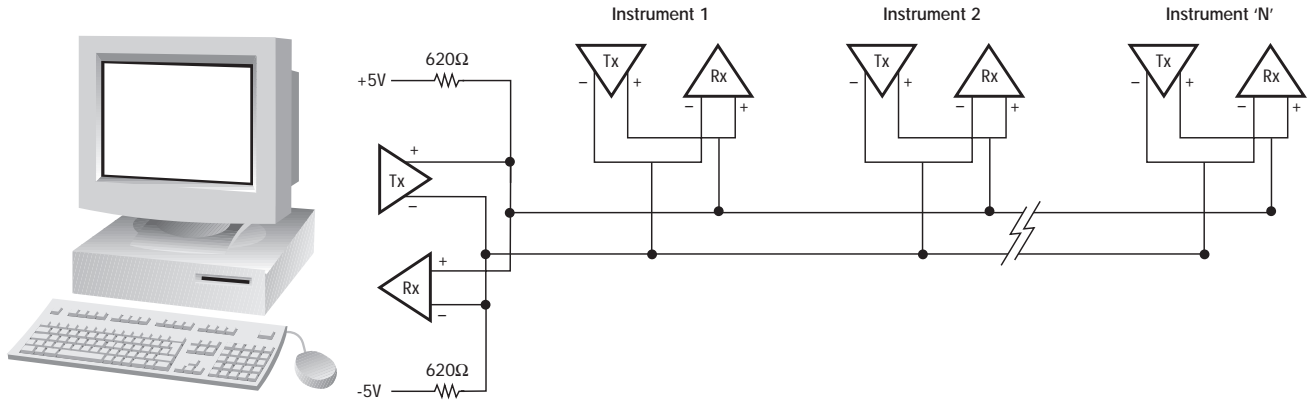 Instrument 1
Instrument 2
Instrument ‘N’
620Ω
+5V
Tx
+
–
Rx
+
–
620Ω
-5V
Tx
–
+
Rx
–
+
Tx
–
+
Rx
–
+
Tx
–
+
Rx
–
+